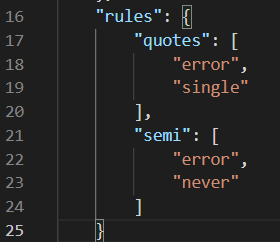 16 "rules": {
17 "quotes": [
18 "error",
19 "single"
20 ],
21 "semi": [
22 "error",
23 "never"
24 ]
25 }